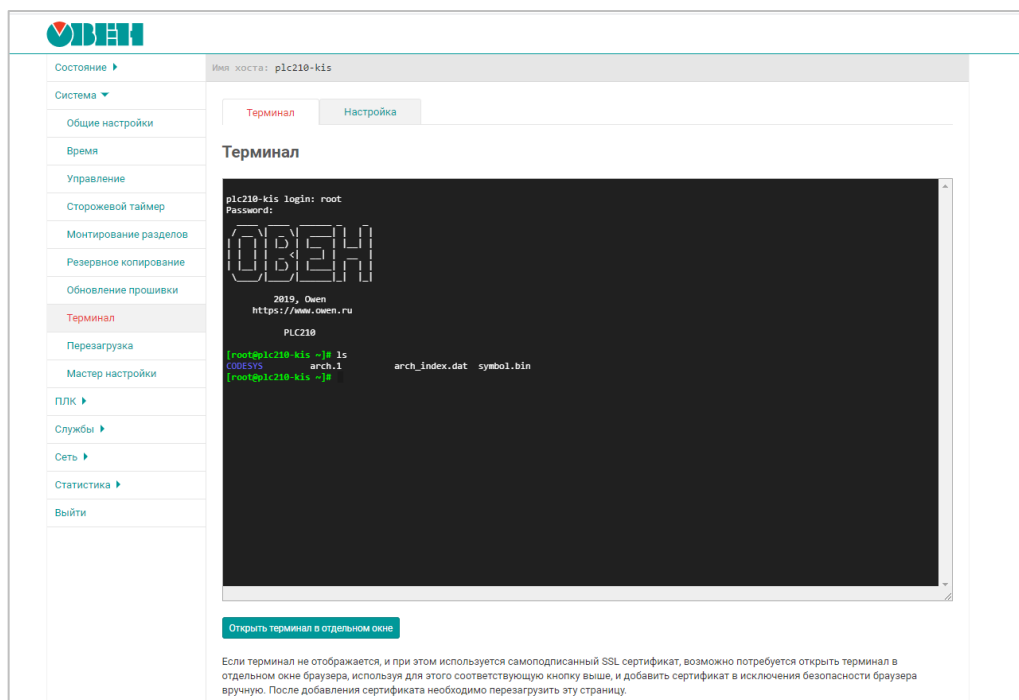 ОВЕН
Состояние
Имя хоста: plc210-kis
Система
Общие настройки
Время
Управление
Сторожевой таймер
Монтирование разделов
Резервное копирование
Обновление прошивки
Терминал
Перезагрузка
Мастер настройки
ПЛК
Службы
Сеть
Статистика
Выйти
Терминал Настройка
Терминал
plc210-kis login: root
Password:
ОВЕН
2019, Owen
https://www.owen.ru
PLC210
[root@plc210-kis ~]# ls
CODESYS arch.1 arch_index.dat symbol.bin
[root@plc210-kis ~]#
Открыть терминал в отдельном окне
Если терминал не отображается, и при этом используется самоподписанный SSL сертификат, возможно потребуется открыть терминал в
отдельном окне браузера, используя для этого соответствующую кнопку выше, и добавить сертификат в исключения безопасности браузера
вручную. После добавления сертификата необходимо перезагрузить эту страницу.